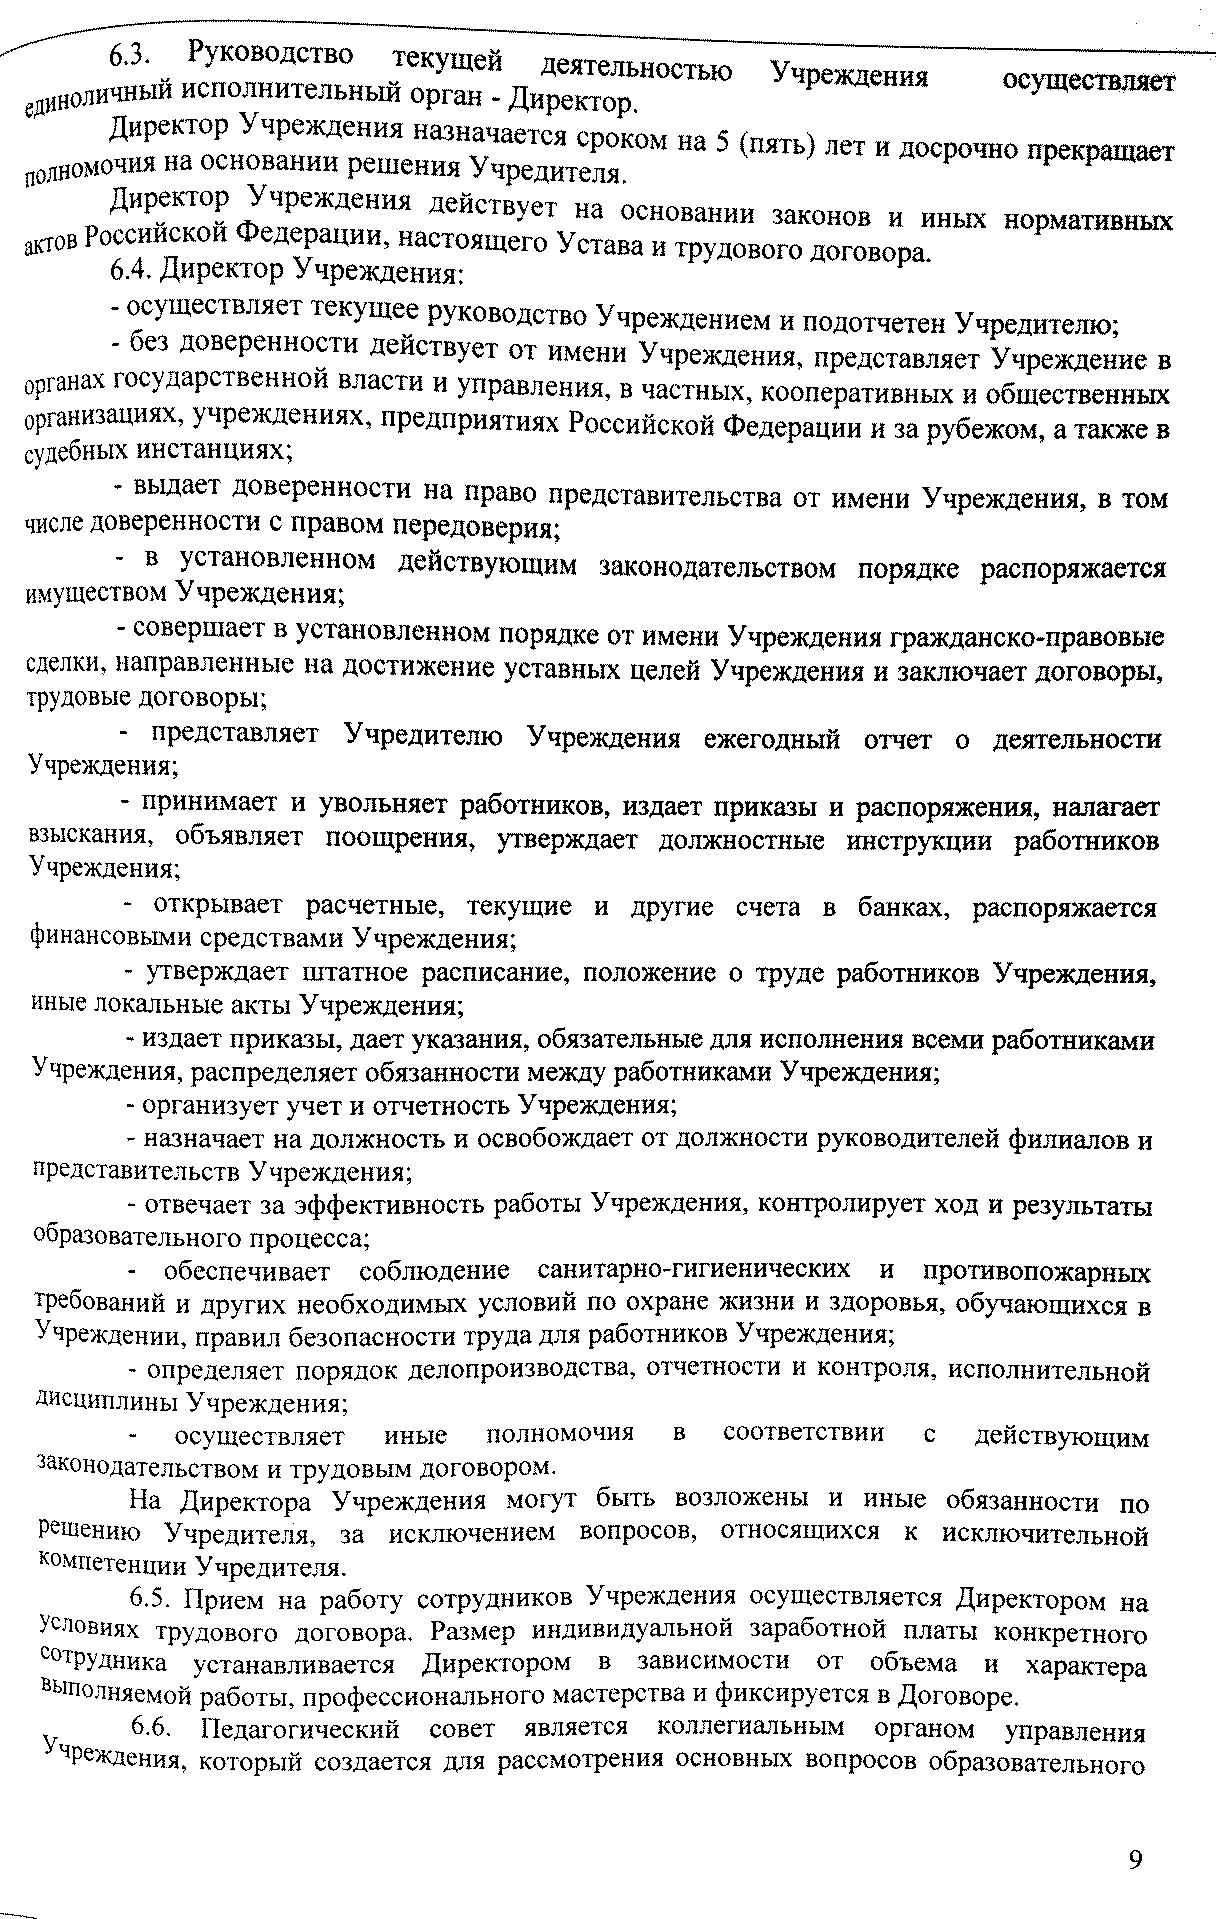 6.3. Руководство текущей деятельностью Учреждения осуществляет
единоличный исполнительный орган - Директор.
Директор Учреждения назначается сроком на 5 (пять) лет и досрочно прекращает
полномочия на основании решения Учредителя.
Директор Учреждения действует на основании законов и иных нормативных
актов Российской Федерации, настоящего Устава и трудового договора.
6.4. Директор Учреждения:
- осуществляет текущее руководство Учреждением и подотчетен Учредителю;
- без доверенности действует от имени Учреждения, представляет Учреждение в
органах государственной власти и управления, в частных, кооперативных и общественных
организациях, учреждениях, предприятиях Российской Федерации и за рубежом, а также в
судебных инстанциях;
- выдает доверенности на право представительства от имени Учреждения, в том
числе доверенности с правом передоверия;
- в установленном действующим законодательством порядке распоряжается
имуществом Учреждения;
- совершает в установленном порядке от имени Учреждения гражданско-правовые
сделки, направленные на достижение уставных целей Учреждения и заключает договоры,
трудовые договоры;
- представляет Учредителю Учреждения ежегодный отчет о деятельности
Учреждения;
- принимает и увольняет работников, издает приказы и распоряжения, налагает
взыскания, объявляет поощрения, утверждает должностные инструкции работников
Учреждения;
- открывает расчетные, текущие и другие счета в банках, распоряжается
финансовыми средствами Учреждения;
- утверждает штатное расписание, положение о труде работников Учреждения,
иные локальные акты Учреждения;
- издает приказы, дает указания, обязательные для исполнения всеми работниками
Учреждения, распределяет обязанности между работниками Учреждения;
- организует учет и отчетность Учреждения;
- назначает на должность и освобождает от должности руководителей филиалов и
представительств Учреждения;
- отвечает за эффективность работы Учреждения, контролирует ход и результаты
образовательного процесса;
- обеспечивает соблюдение санитарно-гигиенических и противопожарных
требований и других необходимых условий по охране жизни и здоровья, обучающихся в
Учреждении, правил безопасности труда для работников Учреждения;
- определяет порядок делопроизводства, отчетности и контроля, исполнительной
дисциплины Учреждения;
- осуществляет иные полномочия в соответствии с действующим
законодательством и трудовым договором.
На Директора Учреждения могут быть возложены и иные обязанности по
решению Учредителя, за исключением вопросов, относящихся к исключительной
компетенции Учредителя.
6.5. Прием на работу сотрудников Учреждения осуществляется Директором на
условиях трудового договора. Размер индивидуальной заработной платы конкретного
сотрудника устанавливается Директором в зависимости от объема и характера
выполняемой работы, профессионального мастерства и фиксируется в Договоре.
6.6. Педагогический совет является коллегиальным органом управления
Учреждения, который создается для рассмотрения основных вопросов образовательного
9